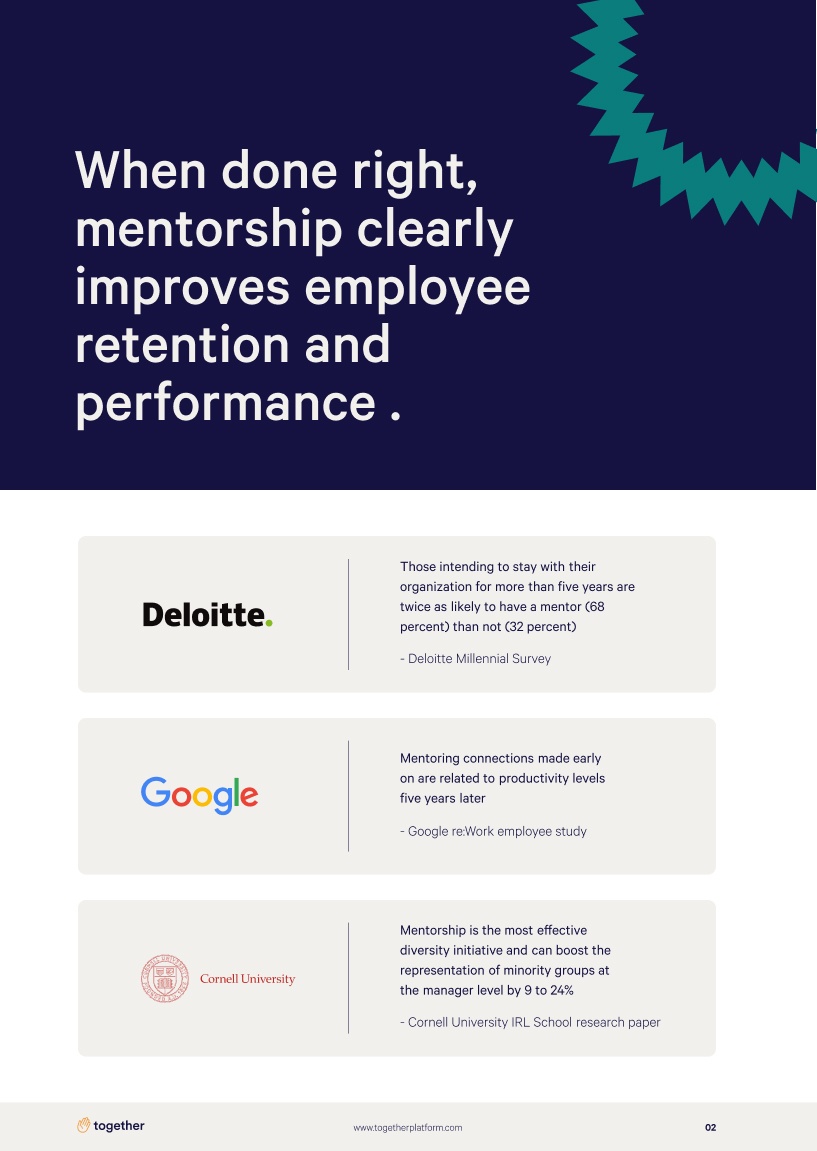 When done right,
mentorship clearly
improves employee
retention and
performance .
Deloitte.
Those intending to stay with their
organization for more than five years are
twice as likely to have a mentor (68
percent) than not (32 percent)
- Deloitte Millennial Survey
Google
Mentoring connections made early
on are related to productivity levels
five years later
- Google re:Work employee study
Cornell University
Mentorship is the most effective
diversity initiative and can boost the
representation of minority groups at
the manager level by 9 to 24%
- Cornell University IRL School research paper
together
www.togetherplatform.com
02